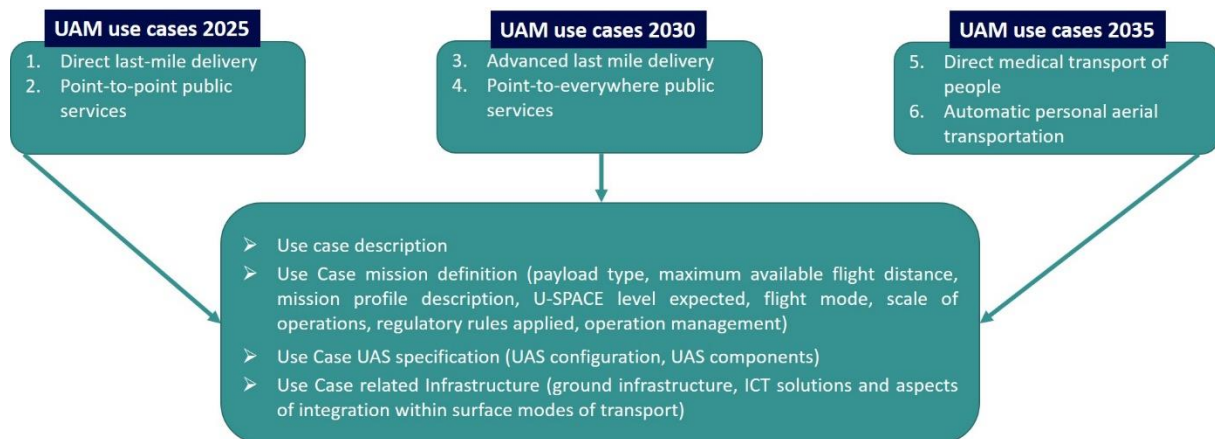 UAM use cases 2025
1. Direct last-mile delivery
2. Point-to-point public
services
UAM use cases 2030
3. Advanced last mile delivery
4. Point-to-everywhere public
services
UAM use cases 2035
5. Direct medical transport of
people
6. Automatic personal aerial
transportation
➢ Use case description
➢ Use Case mission definition (payload type, maximum available flight distance,
mission profile description, U-SPACE level expected, flight mode, scale of
operations, regulatory rules applied, operation management)
➢ Use Case UAS specification (UAS configuration, UAS components)
➢ Use Case related Infrastructure (ground infrastructure, ICT solutions and aspects
of integration within surface modes of transport)